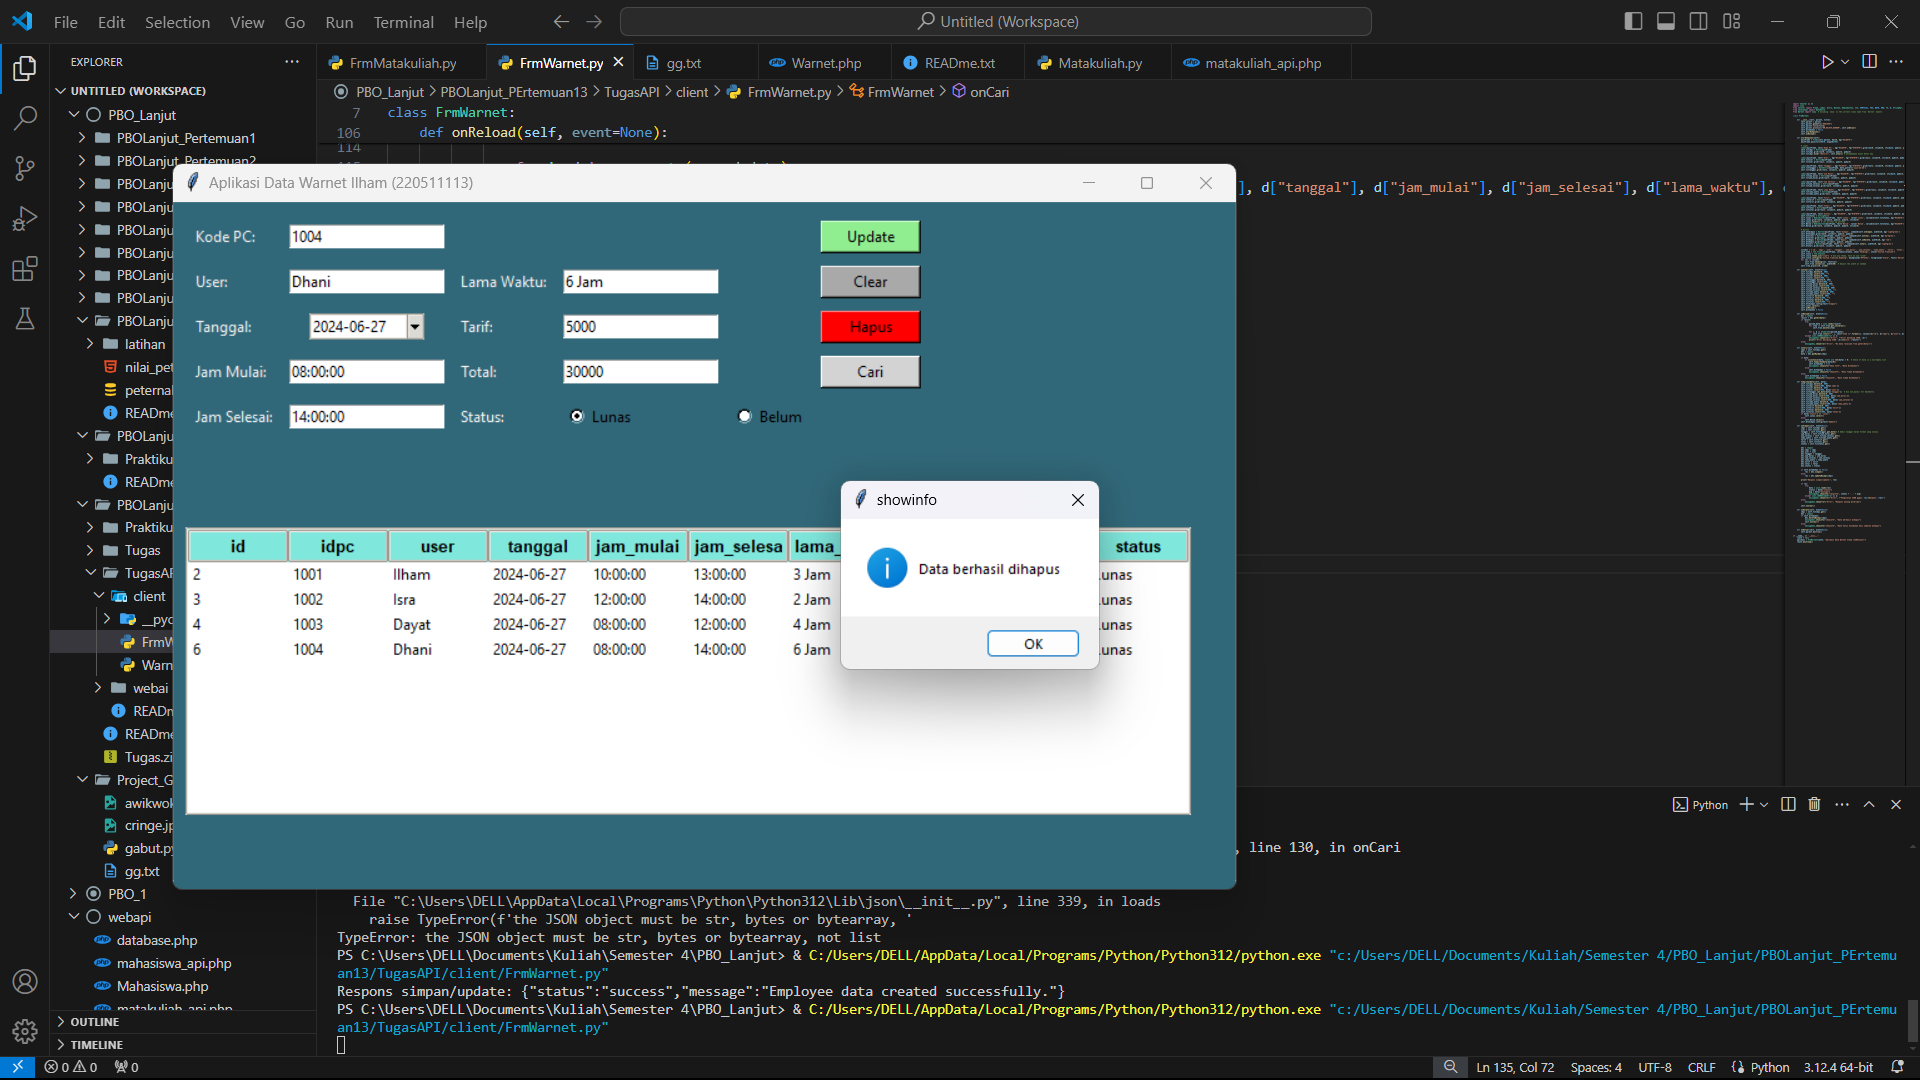 File Edit Selection View Go Run Terminal Help
Untitled (Workspace)
EXPLORER
FrmMatakuliah.py FrmWarnet.py gg.txt Warnet.php READme.txt Matakuliah.py matakuliah_api.php
UNTITLED (WORKSPACE)
PBO_Lanjut > PBOLanjut_PErtemuan13 > TugasAPI > client > FrmWarnet.py > FrmWarnet > onCari
PBO_Lanjut
PBOLanjut_Pertemuan1
PBOLanjut_Pertemuan2
PBOLanju
PBOLanju
PBOLanju
PBOLanju
PBOLanju
PBOLanju
PBOLanju
latihan
nilai_pet
peternal
READme
PBOLanju
Praktiku
READme
PBOLanju
Praktiku
Tugas
TugasAP
client
__pyc
FrmW
Warn
webai
READn
READme
Tugas.zi
Project_G
awikwok
cringe.jp
gabut.py
gg.txt
PBO_1
webapi
database.php
mahasiswa_api.php
Mahasiswa.php
matakuliah_api.php
OUTLINE
TIMELINE
7 class FrmWarnet:
106 def onReload(self, event=None):
114
], d["tanggal"], d["jam_mulai"], d["jam_selesai"], d["lama_waktu"],
Aplikasi Data Warnet Ilham (220511113)
Kode PC: 1004 Update
User: Dhani Lama Waktu: 6 Jam Clear
Tanggal: 2024-06-27 Tarif: 5000 Hapus
Jam Mulai: 08:00:00 Total: 30000 Cari
Jam Selesai: 14:00:00 Status: Lunas Belum
id idpc user tanggal jam_mulai jam_selesa lama_ status
2 1001 Ilham 2024-06-27 10:00:00 13:00:00 3 Jam unas
3 1002 Isra 2024-06-27 12:00:00 14:00:00 2 Jam unas
4 1003 Dayat 2024-06-27 08:00:00 12:00:00 4 Jam unas
6 1004 Dhani 2024-06-27 08:00:00 14:00:00 6 Jam unas
showinfo
Data berhasil dihapus
OK
Python
, line 130, in onCari
File "C:\Users\DELL\AppData\Local\Programs\Python\Python312\Lib\json\__init__.py", line 339, in loads
raise TypeError(f'the JSON object must be str, bytes or bytearray, '
TypeError: the JSON object must be str, bytes or bytearray, not list
PS C:\Users\DELL\Documents\Kuliah\Semester 4\PBO_Lanjut> & C:/Users/DELL/AppData/Local/Programs/Python/Python312/python.exe "c:/Users/DELL/Documents/Kuliah/Semester 4/PBO_Lanjut/PBOLanjut_PErtemu
an13/TugasAPI/client/FrmWarnet.py"
Respons simpan/update: {"status":"success","message":"Employee data created successfully."}
PS C:\Users\DELL\Documents\Kuliah\Semester 4\PBO_Lanjut> & C:/Users/DELL/AppData/Local/Programs/Python/Python312/python.exe "c:/Users/DELL/Documents/Kuliah/Semester 4/PBO_Lanjut/PBOLanjut_PErtemu
an13/TugasAPI/client/FrmWarnet.py"
0 0 0 Ln 135, Col 72 Spaces: 4 UTF-8 CRLF Python 3.12.4 64-bit